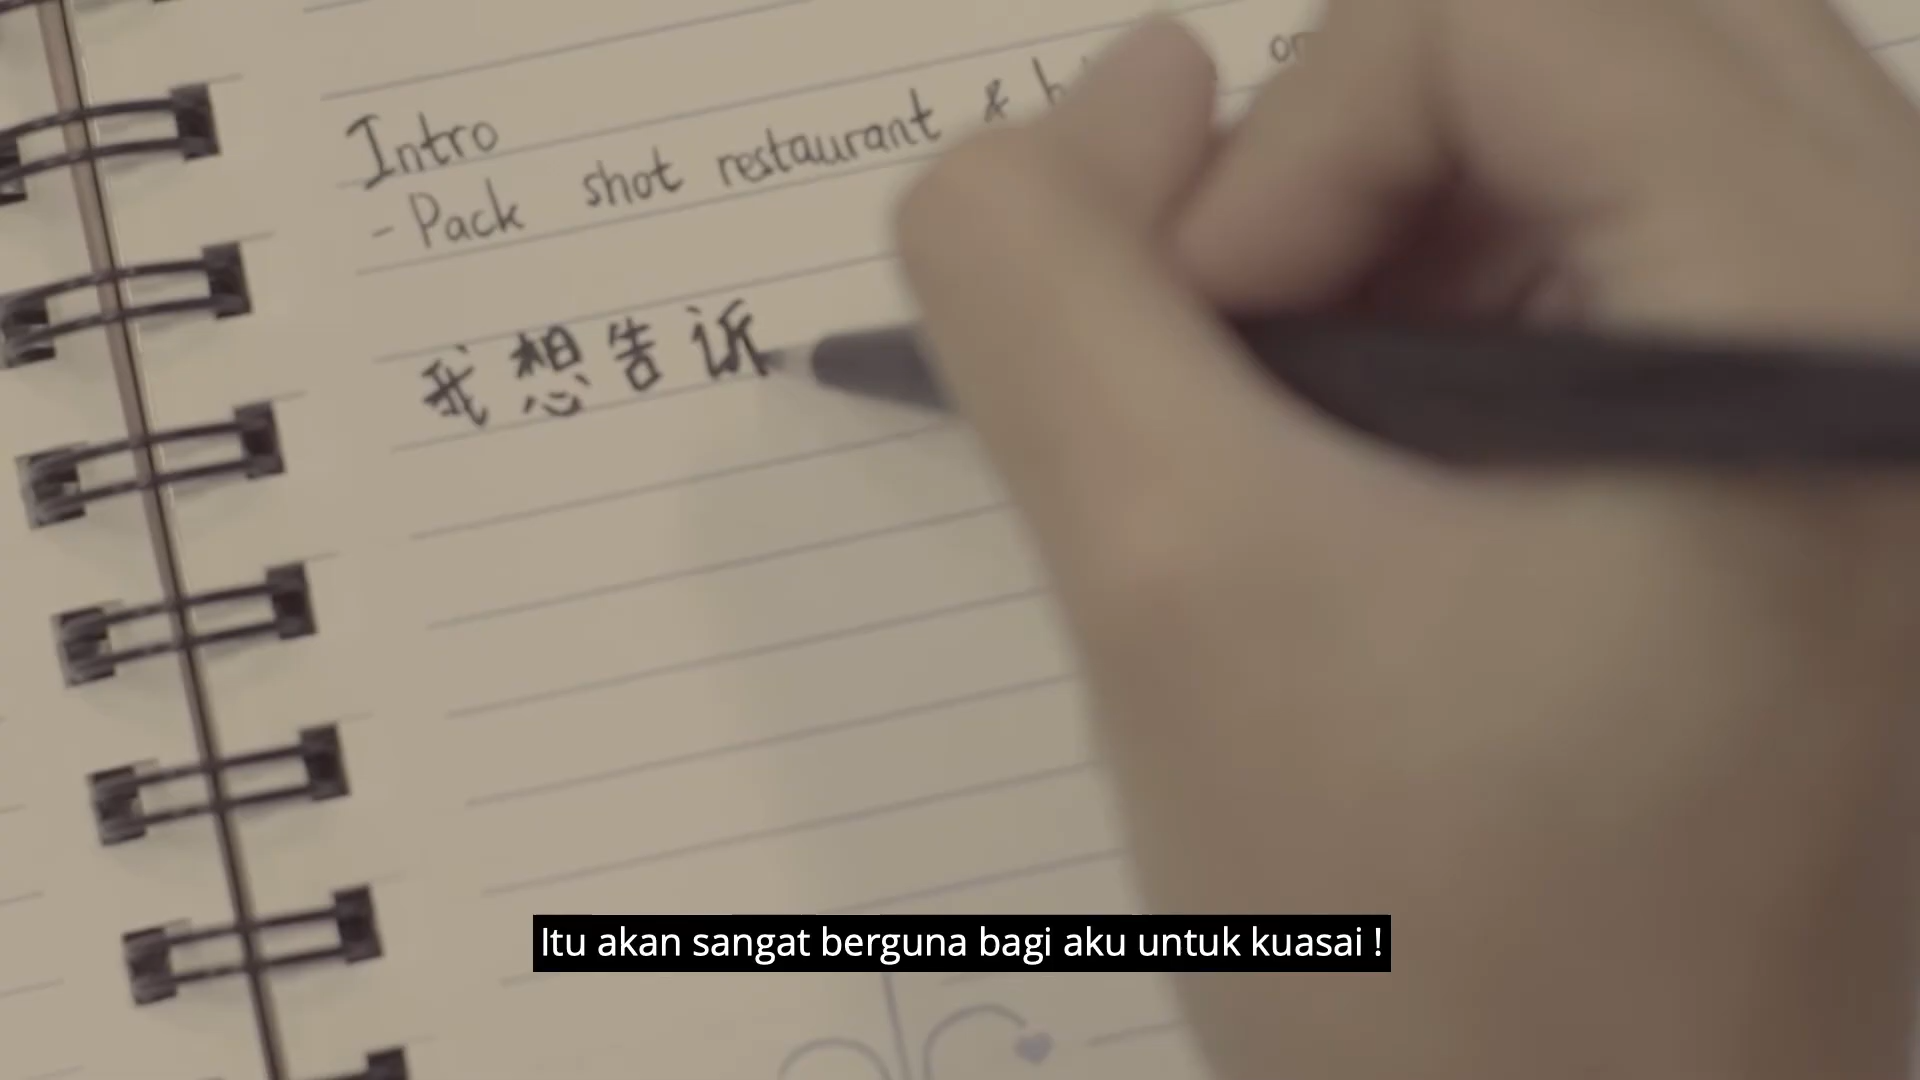 Intro
- Pack shot restaurant &
我想告诉
Itu akan sangat berguna bagi aku untuk kuasai !